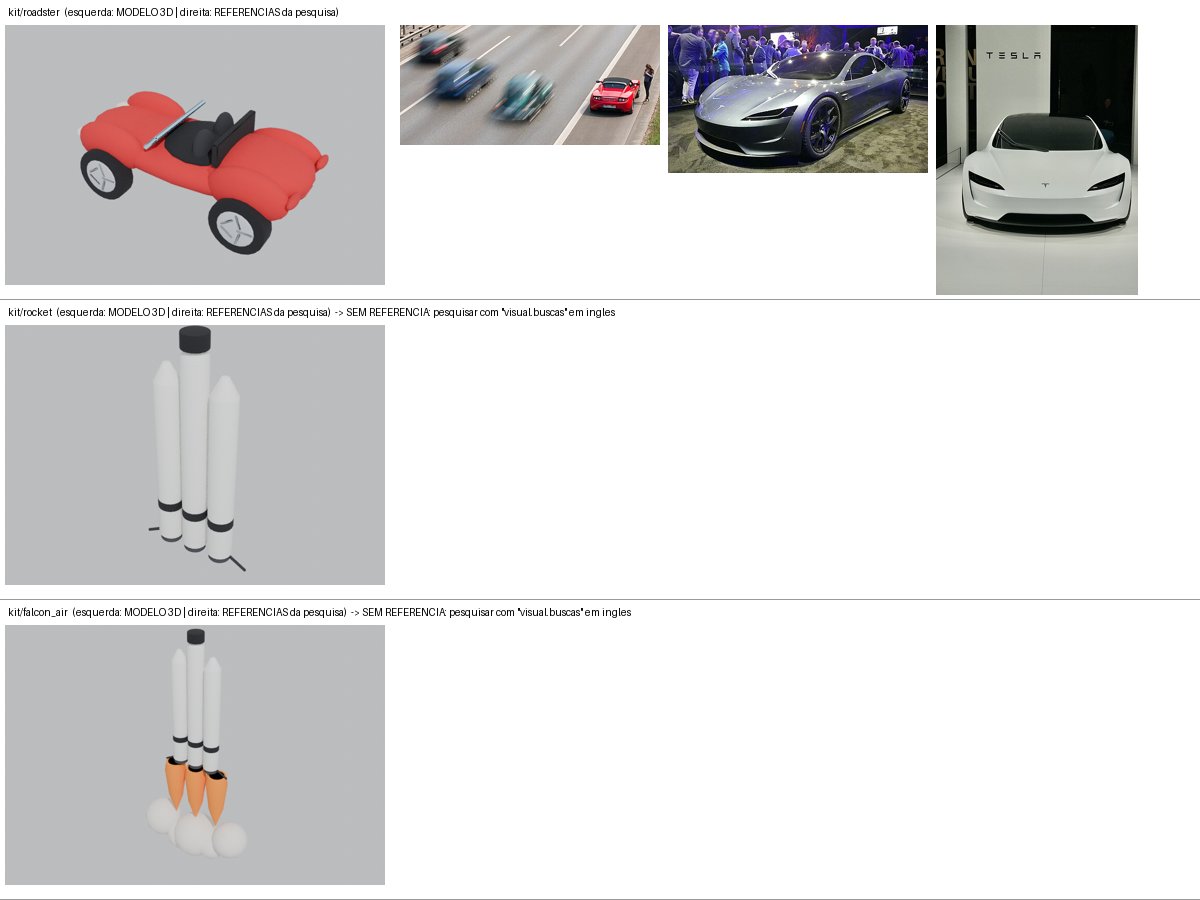 kit/roadster (esquerda: MODELO 3D | direita: REFERENCIAS da pesquisa)
TESLA
kit/rocket (esquerda: MODELO 3D | direita: REFERENCIAS da pesquisa) -> SEM REFERENCIA: pesquisar com "visual.buscas" em ingles
kit/falcon_air (esquerda: MODELO 3D | direita: REFERENCIAS da pesquisa) -> SEM REFERENCIA: pesquisar com "visual.buscas" em ingles